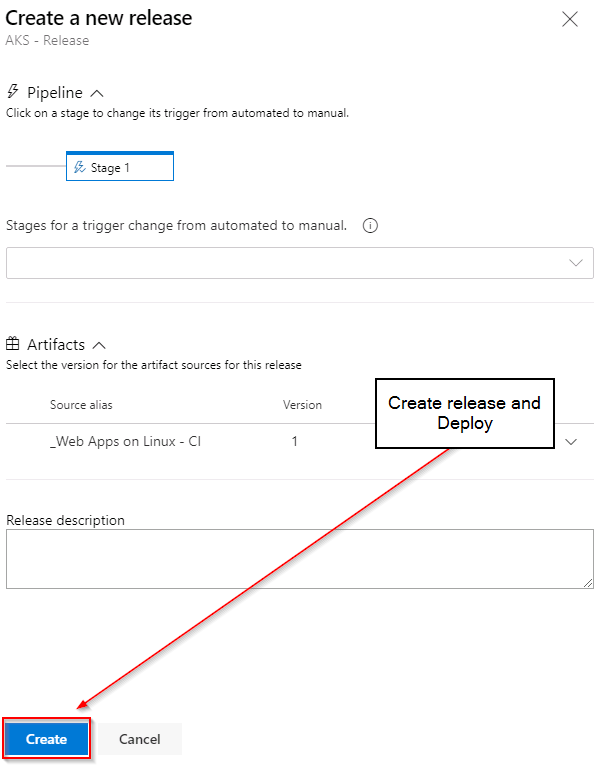 Create a new release
AKS - Release
Pipeline
Click on a stage to change its trigger from automated to manual.
Stage 1
Stages for a trigger change from automated to manual.
Artifacts
Select the version for the artifact sources for this release
Source alias Version
_Web Apps on Linux - CI 1
Create release and
Deploy
Release description
Create Cancel